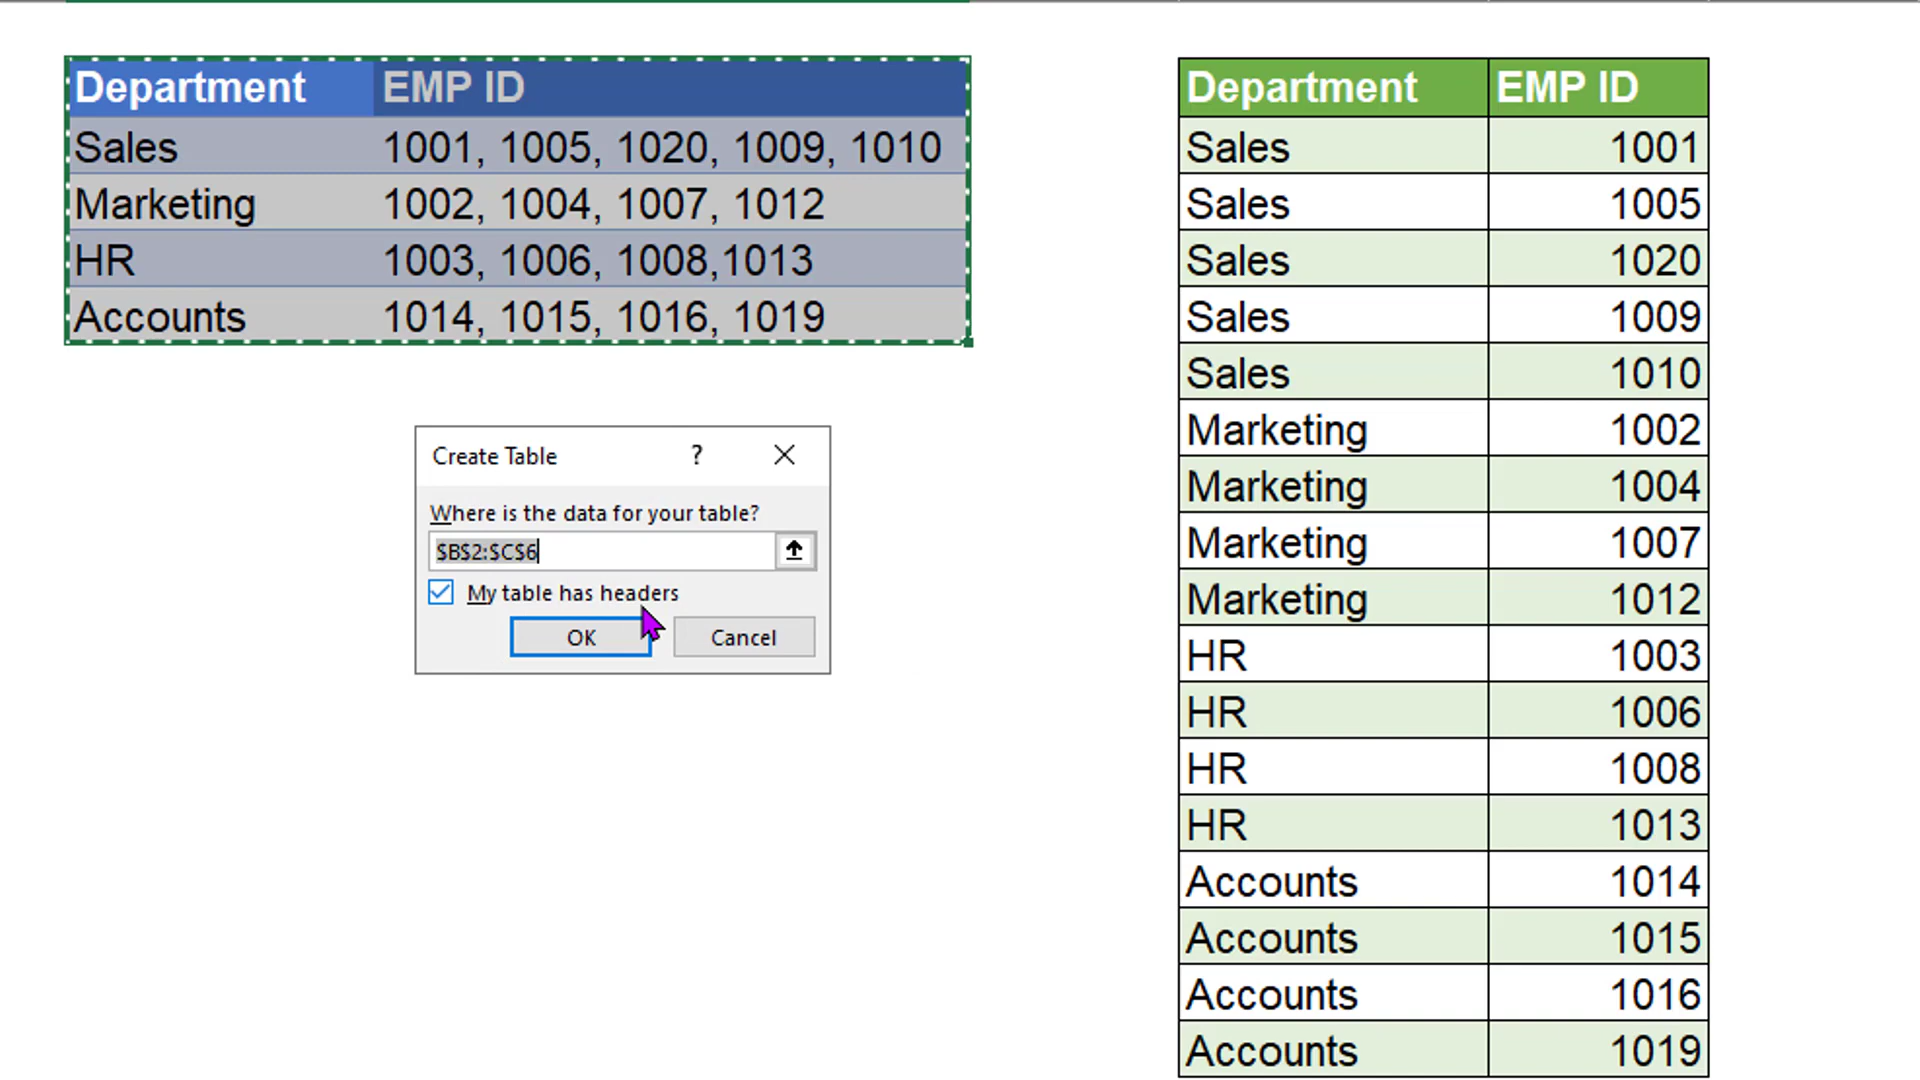 Department EMP ID
Sales 1001, 1005, 1020, 1009, 1010
Marketing 1002, 1004, 1007, 1012
HR 1003, 1006, 1008,1013
Accounts 1014, 1015, 1016, 1019
Create Table ?
Where is the data for your table?
$B$2:$C$6
My table has headers
OK Cancel
Department EMP ID
Sales 1001
Sales 1005
Sales 1020
Sales 1009
Sales 1010
Marketing 1002
Marketing 1004
Marketing 1007
Marketing 1012
HR 1003
HR 1006
HR 1008
HR 1013
Accounts 1014
Accounts 1015
Accounts 1016
Accounts 1019